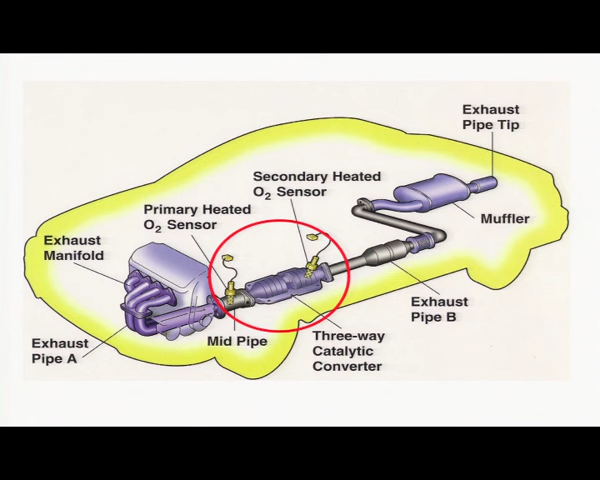 Exhaust
Pipe Tip
Secondary Heated
O2 Sensor
Primary Heated
O2 Sensor
Muffler
Exhaust
Manifold
Exhaust
Pipe B
Mid Pipe
Three-way
Catalytic
Converter
Exhaust
Pipe A